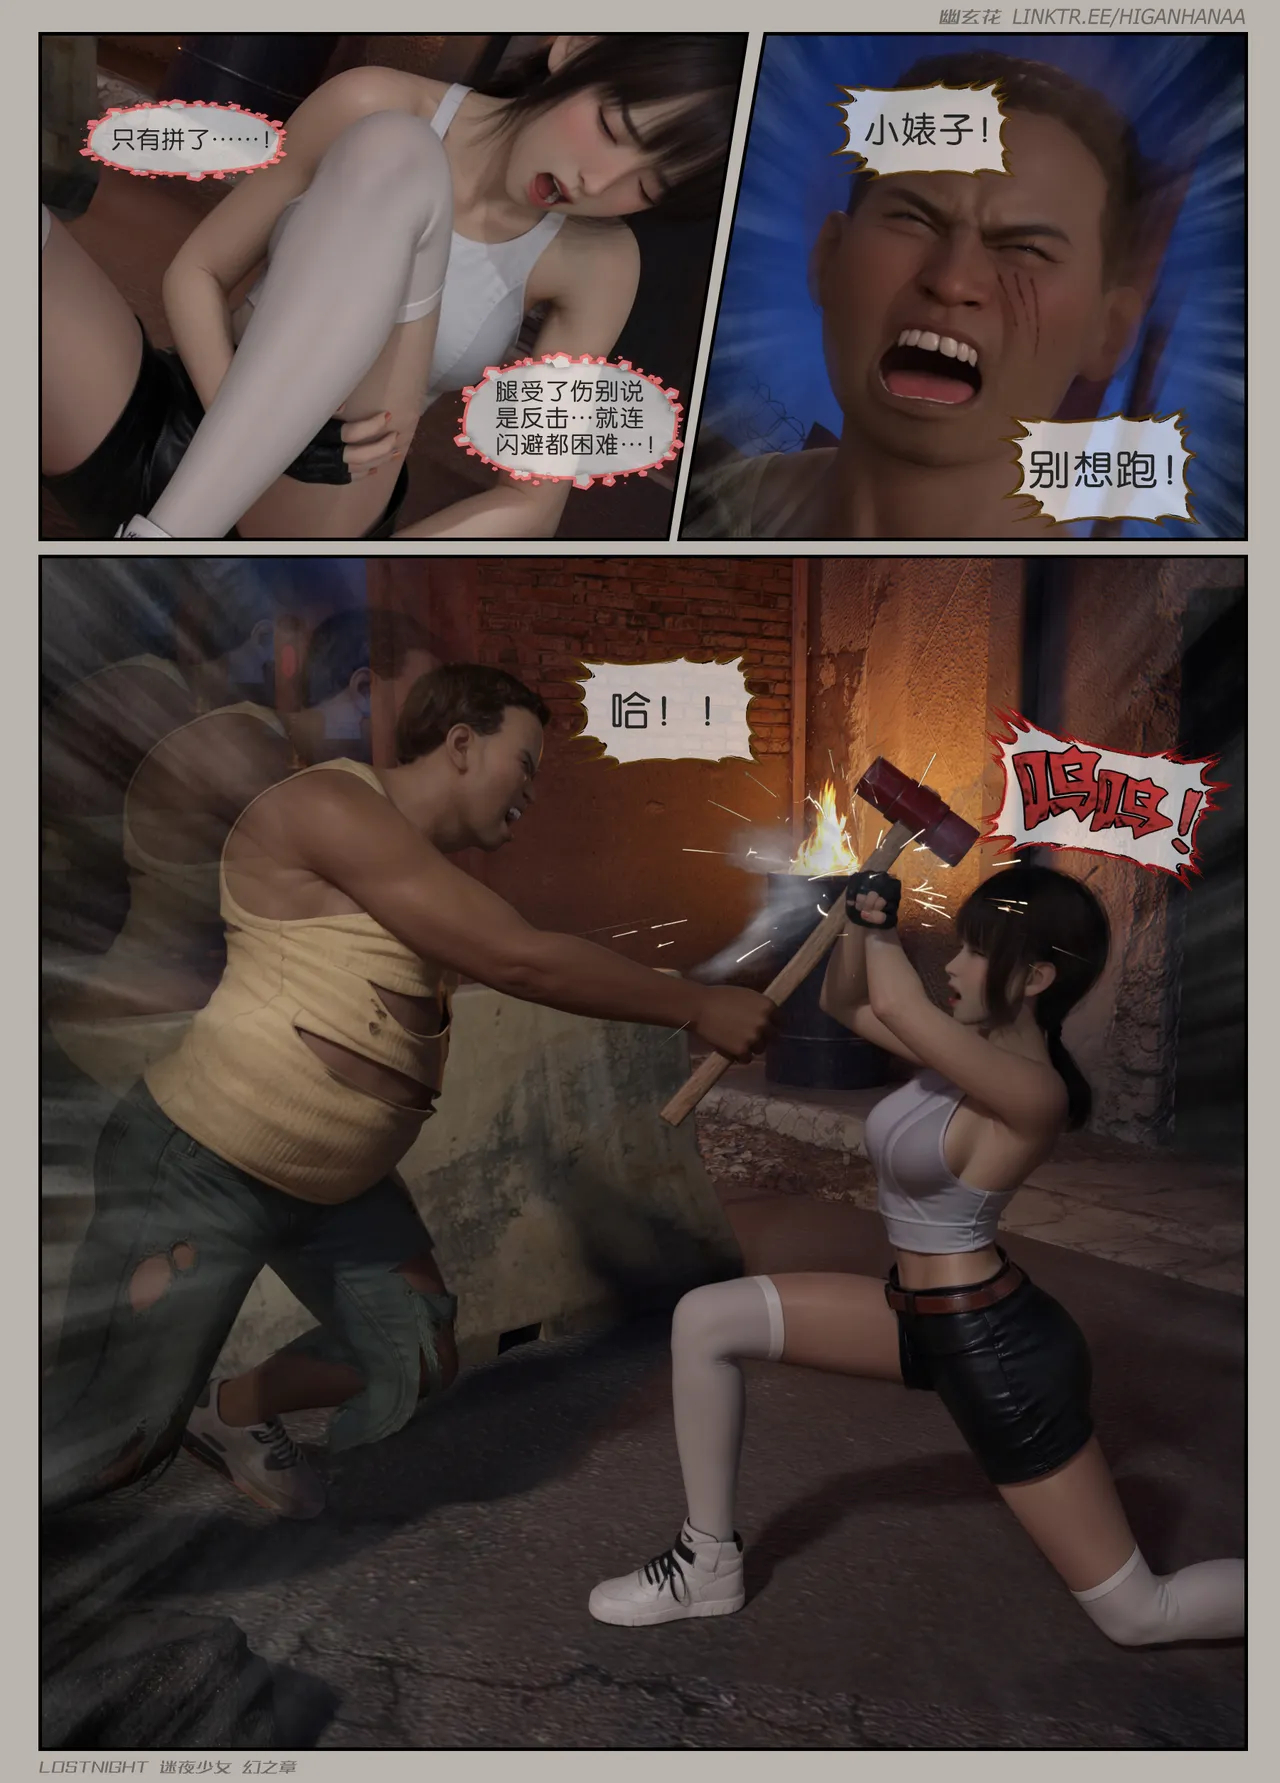 幽玄花 LINKTR.EE/HIGANHANAA
只有拼了……!
腿受了伤别说
是反击…就连
闪避都困难…!
小婊子!
别想跑!
哈！！
呜呜!
LOSTNIGHT 迷夜少女 幻之章